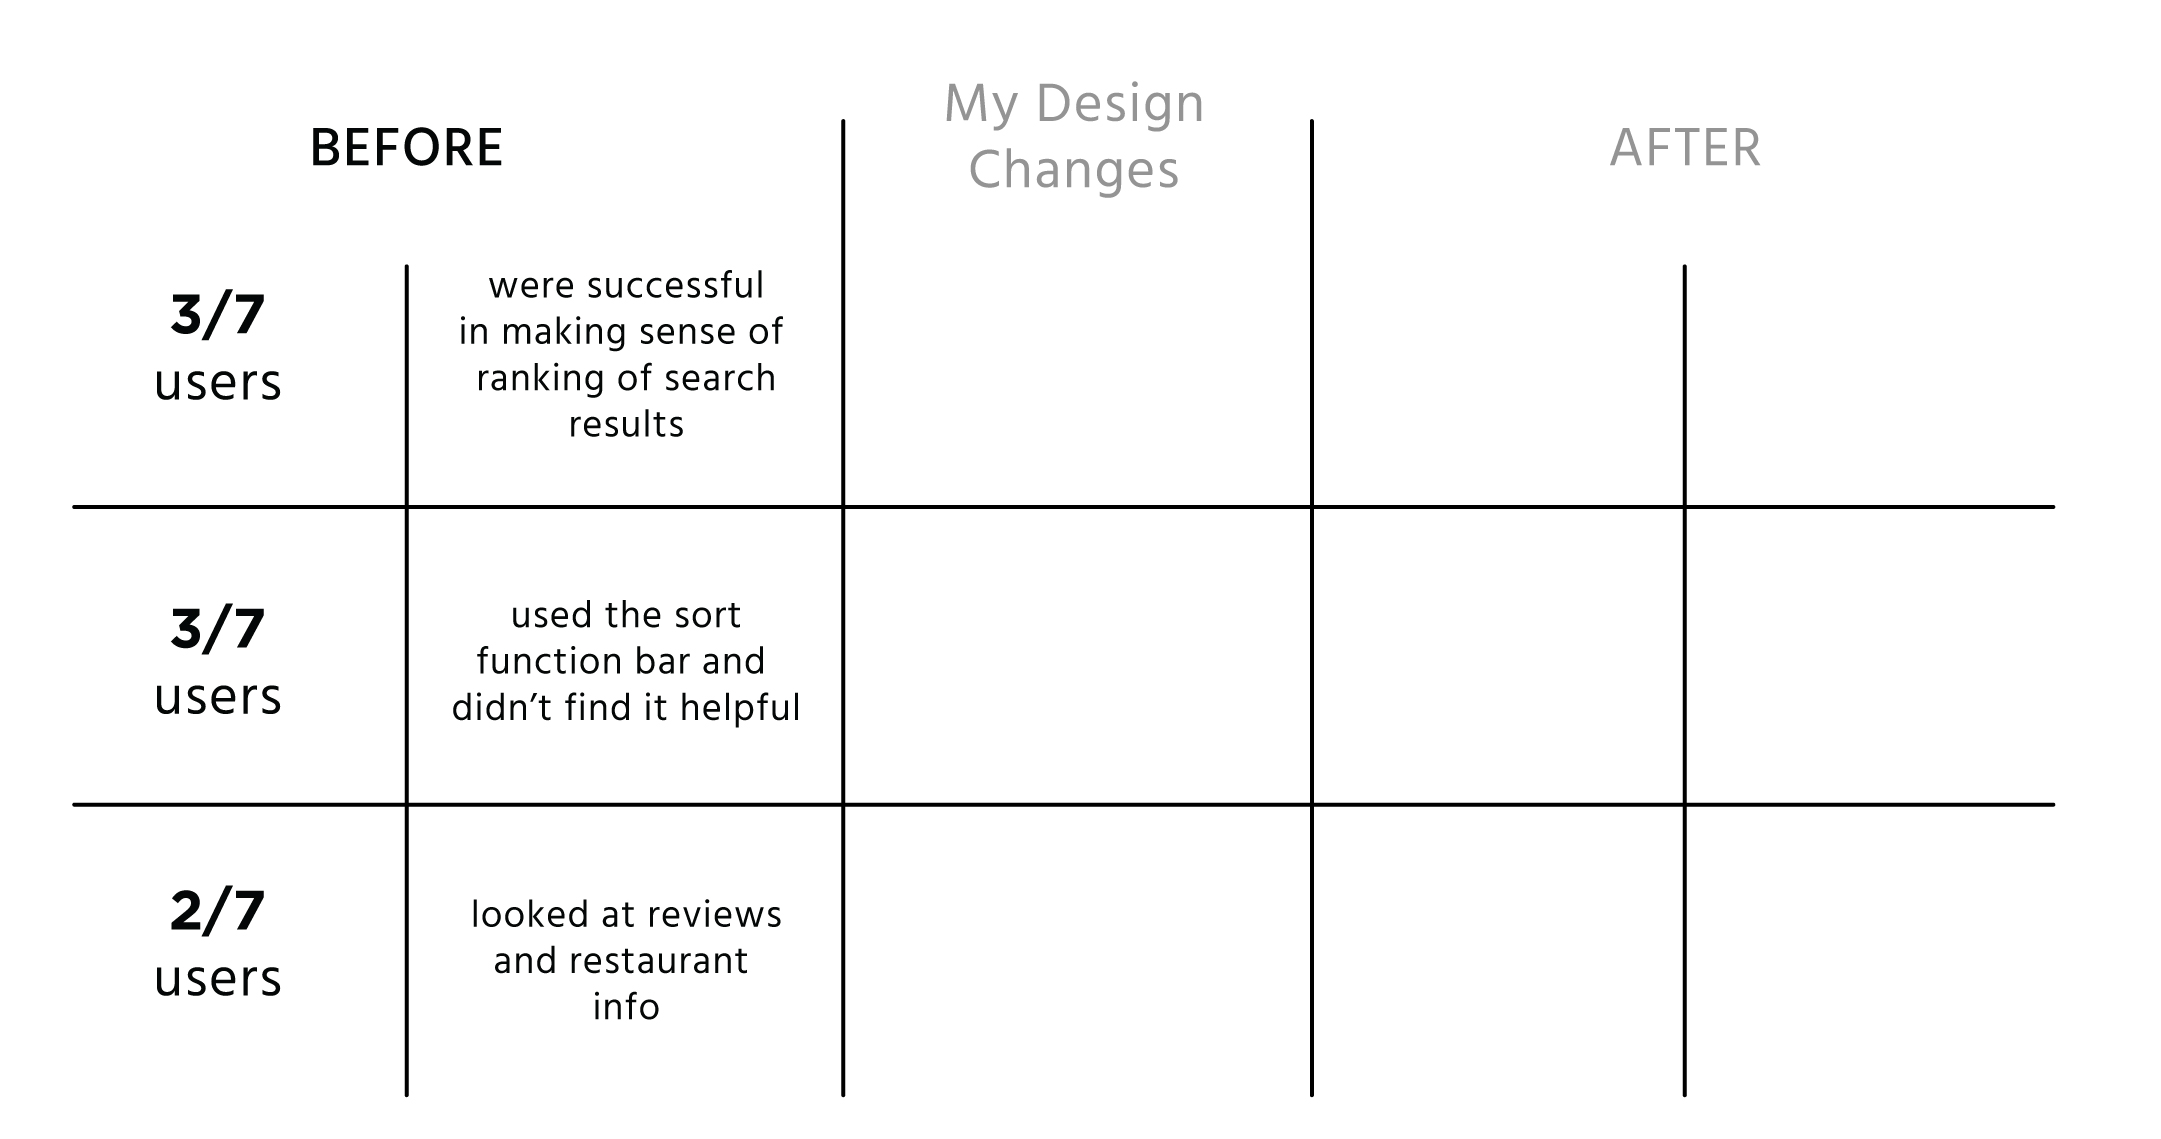 BEFORE
My Design
Changes
AFTER
3/7
users
were successful
in making sense of
ranking of search
results
3/7
users
used the sort
function bar and
didn’t find it helpful
2/7
users
looked at reviews
and restaurant
info